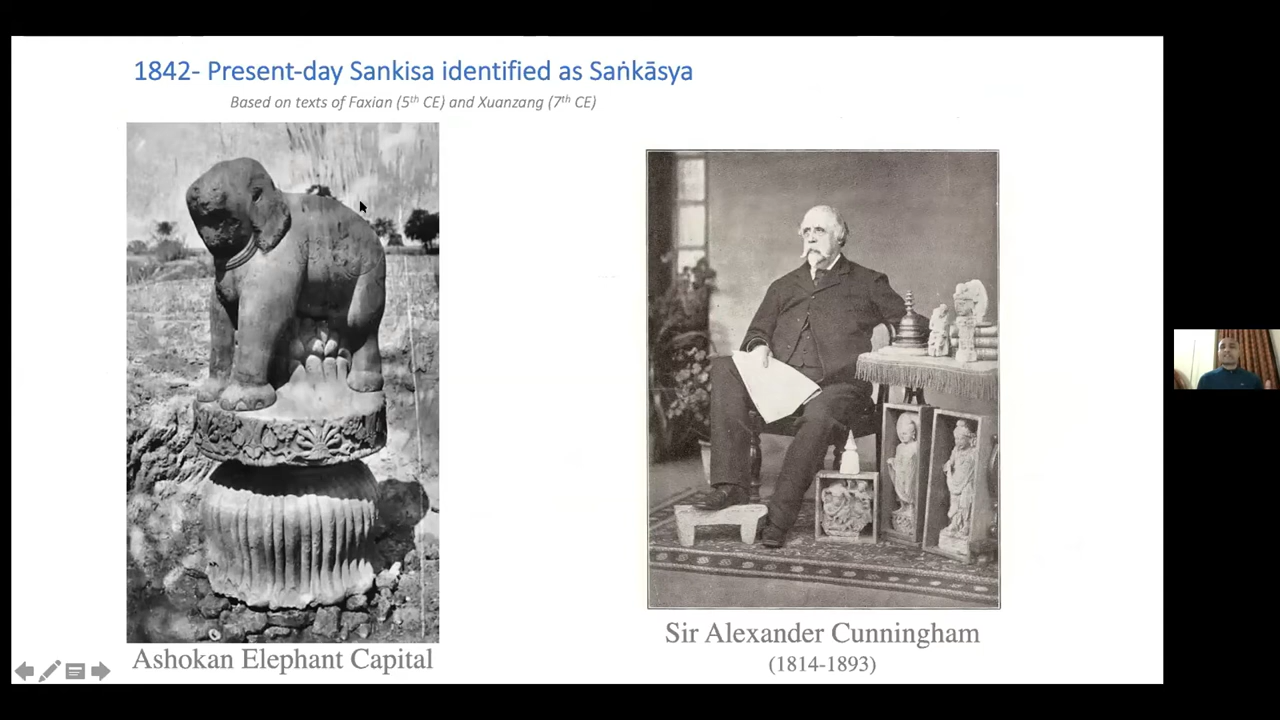 1842- Present-day Sankisa identified as Saṅkāsya
Based on texts of Faxian (5th CE) and Xuanzang (7th CE)
Ashokan Elephant Capital
Sir Alexander Cunningham
(1814-1893)